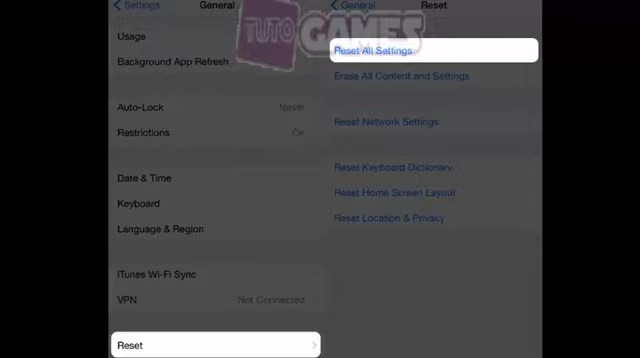 Settings
General
Usage
Background App Refresh
Auto-Lock
Never
Restrictions
On
Date & Time
Keyboard
Language & Region
iTunes Wi-Fi Sync
VPN
Not Connected
Reset
TUTO
GAMES
General
Reset
Reset All Settings
Erase All Content and Settings
Reset Network Settings
Reset Keyboard Dictionary
Reset Home Screen Layout
Reset Location & Privacy